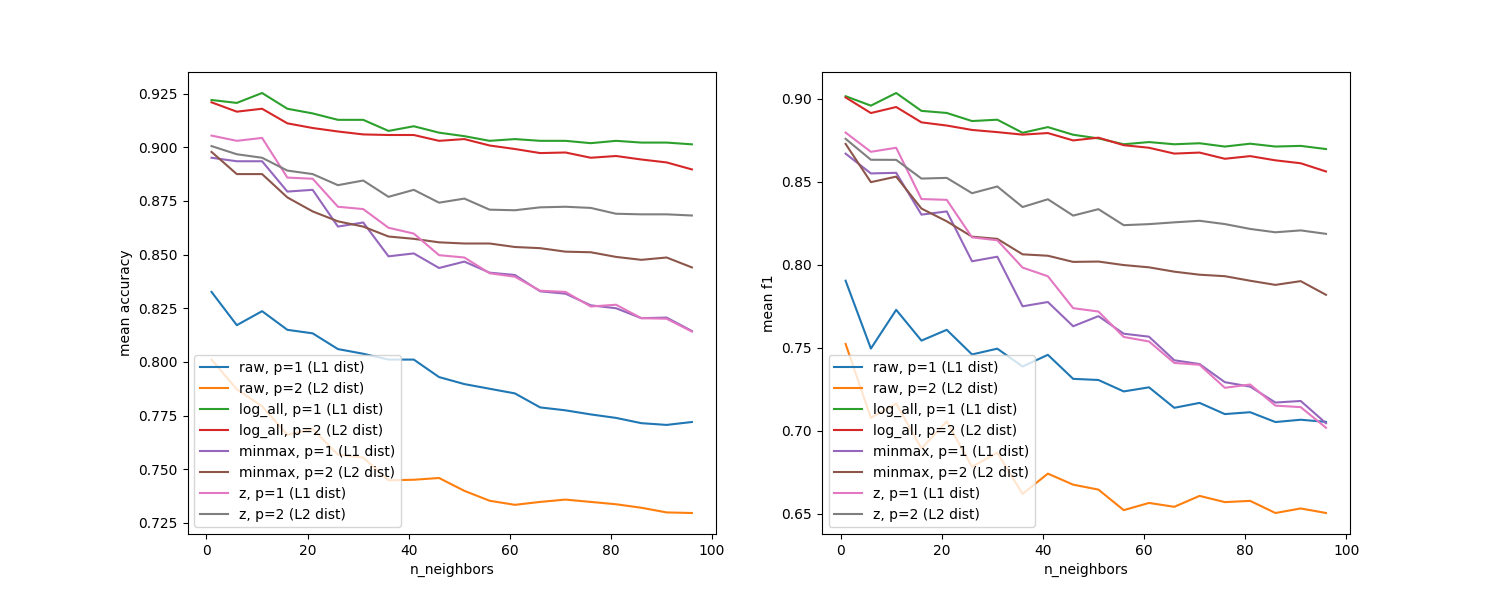 0.925
0.900
0.875
0.850
0.825
0.800
0.775
0.750
0.725
mean accuracy
raw, p=1 (L1 dist)
raw, p=2 (L2 dist)
log_all, p=1 (L1 dist)
log_all, p=2 (L2 dist)
minmax, p=1 (L1 dist)
minmax, p=2 (L2 dist)
z, p=1 (L1 dist)
z, p=2 (L2 dist)
0 20 40 60 80 100
n_neighbors
0.90
0.85
0.80
0.75
0.70
0.65
mean f1
raw, p=1 (L1 dist)
raw, p=2 (L2 dist)
log_all, p=1 (L1 dist)
log_all, p=2 (L2 dist)
minmax, p=1 (L1 dist)
minmax, p=2 (L2 dist)
z, p=1 (L1 dist)
z, p=2 (L2 dist)
0 20 40 60 80 100
n_neighbors